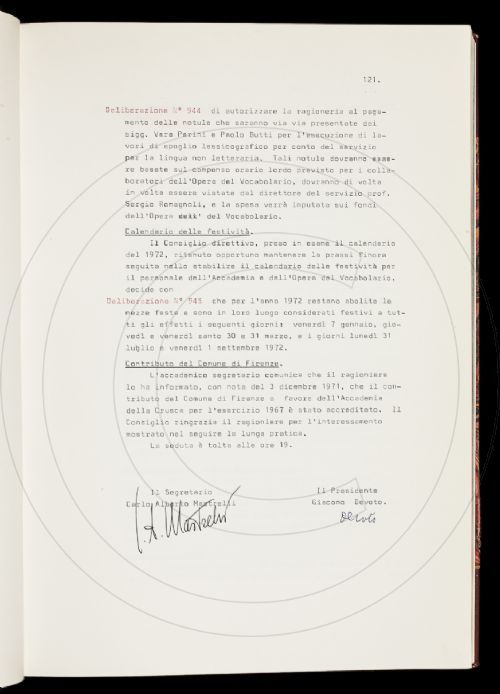 121.
Deliberazione N° 944 di autorizzare la ragioneria al paga-
mento delle notule che saranno via via presentate dai
sigg. Vera Parini e Paolo Butti per l'esecuzione di la-
vori di spoglio lessicografico per conto del servizio
per la lingua non letteraria. Tali notule dovranno esse-
re basate sul compenso orario lordo previsto per i colla-
boratori dell'Opera del Vocabolario, dovranno di volta
in volta essere vistate dal direttore del servizio prof.
Sergio Romagnoli, e la spesa verrà imputata sui fondi
dell'Opera del Vocabolario.
Calendario delle festività.
Il Consiglio direttivo, preso in esame il calendario
del 1972, ritenuto opportuno mantenere la prassi finora
seguita nello stabilire il calendario delle festività per
il personale dell'Accademia e dell'Opera del Vocabolario,
decide con
Deliberazione N° 945 che per l'anno 1972 restano abolite le
mezze feste e sono in loro luogo considerati festivi a tut-
ti gli effetti i seguenti giorni: venerdì 7 gennaio, gio-
vedì e venerdì santo 30 e 31 marzo, e i giorni lunedì 31
luglio e venerdì 1 settembre 1972.
Contributo del Comune di Firenze.
L'accademico segretario comunica che il ragioniere
lo ha informato, con nota del 3 dicembre 1971, che il con-
tributo del Comune di Firenze a favore dell'Accademia
della Crusca per l'esercizio 1967 è stato accreditato. Il
Consiglio ringrazia il ragioniere per l'interessamento
mostrato nel seguire la lunga pratica.
La seduta è tolta alle ore 19.
Il Segretario Il Presidente
Carlo Alberto Mastrelli Giacomo Devoto.
C. A. Mastrelli Devoto